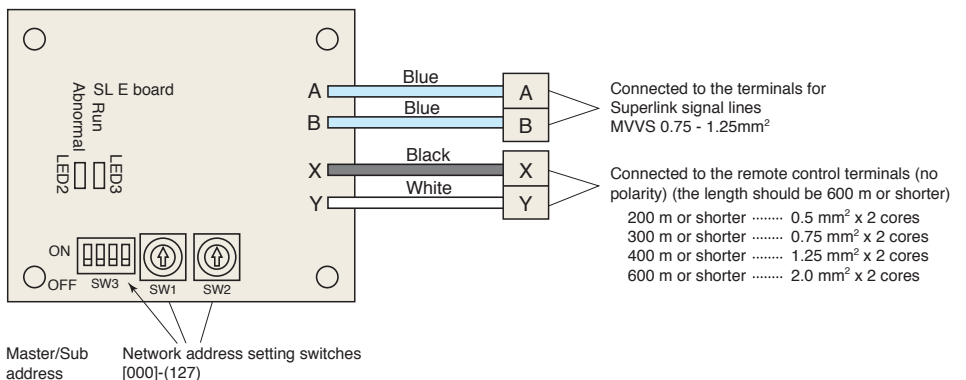 SL E board
Abnormal
Run
LED2
LED3
ON
OFF
SW3
SW1
SW2
A
B
X
Y
Blue
Blue
Black
White
A
B
X
Y
Connected to the terminals for
Superlink signal lines
MVVS 0.75 - 1.25mm²
Connected to the remote control terminals (no
polarity) (the length should be 600 m or shorter)
200 m or shorter ........ 0.5 mm² x 2 cores
300 m or shorter ........ 0.75 mm² x 2 cores
400 m or shorter ........ 1.25 mm² x 2 cores
600 m or shorter ........ 2.0 mm² x 2 cores
Master/Sub
address
Network address setting switches
[000]-(127)